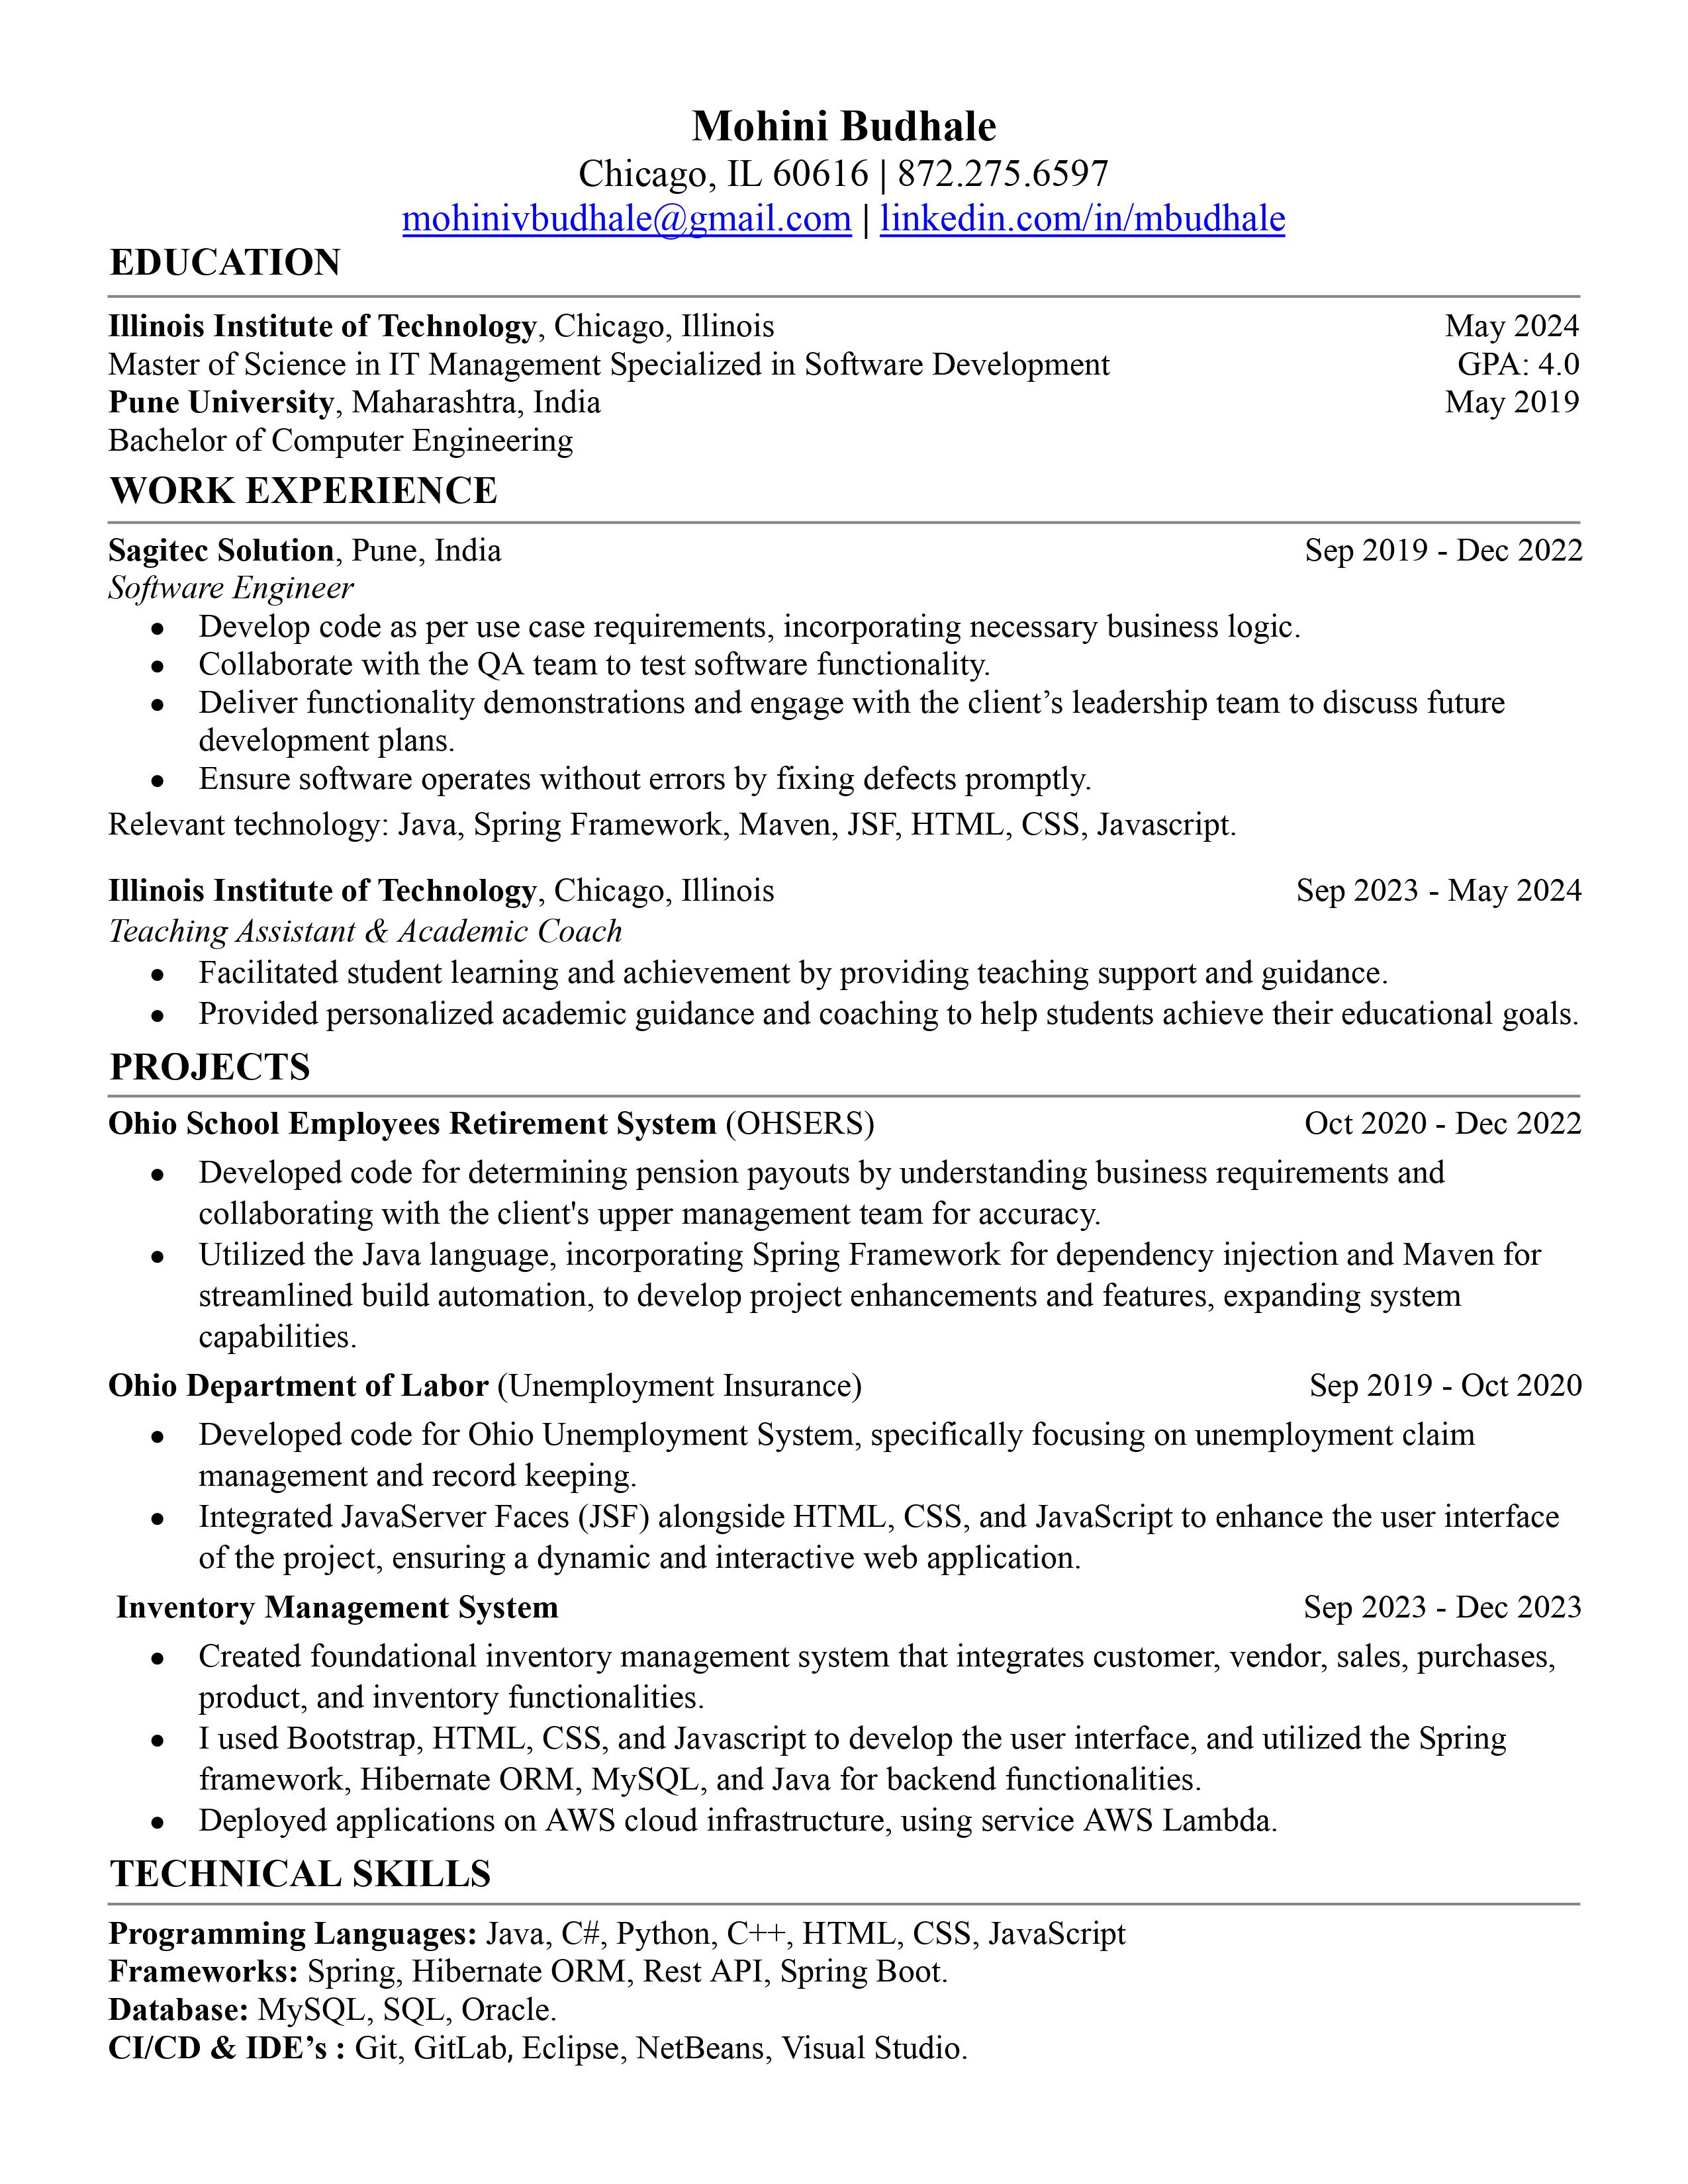 Mohini Budhale
Chicago, IL 60616 | 872.275.6597
mohinivbudhale@gmail.com | linkedin.com/in/mbudhale
EDUCATION
Illinois Institute of Technology, Chicago, Illinois May 2024
Master of Science in IT Management Specialized in Software Development GPA: 4.0
Pune University, Maharashtra, India May 2019
Bachelor of Computer Engineering
WORK EXPERIENCE
Sagitec Solution, Pune, India Sep 2019 - Dec 2022
Software Engineer
● Develop code as per use case requirements, incorporating necessary business logic.
● Collaborate with the QA team to test software functionality.
● Deliver functionality demonstrations and engage with the client’s leadership team to discuss future
development plans.
● Ensure software operates without errors by fixing defects promptly.
Relevant technology: Java, Spring Framework, Maven, JSF, HTML, CSS, Javascript.
Illinois Institute of Technology, Chicago, Illinois Sep 2023 - May 2024
Teaching Assistant & Academic Coach
● Facilitated student learning and achievement by providing teaching support and guidance.
● Provided personalized academic guidance and coaching to help students achieve their educational goals.
PROJECTS
Ohio School Employees Retirement System (OHSERS) Oct 2020 - Dec 2022
● Developed code for determining pension payouts by understanding business requirements and
collaborating with the client's upper management team for accuracy.
● Utilized the Java language, incorporating Spring Framework for dependency injection and Maven for
streamlined build automation, to develop project enhancements and features, expanding system
capabilities.
Ohio Department of Labor (Unemployment Insurance) Sep 2019 - Oct 2020
● Developed code for Ohio Unemployment System, specifically focusing on unemployment claim
management and record keeping.
● Integrated JavaServer Faces (JSF) alongside HTML, CSS, and JavaScript to enhance the user interface
of the project, ensuring a dynamic and interactive web application.
Inventory Management System Sep 2023 - Dec 2023
● Created foundational inventory management system that integrates customer, vendor, sales, purchases,
product, and inventory functionalities.
● I used Bootstrap, HTML, CSS, and Javascript to develop the user interface, and utilized the Spring
framework, Hibernate ORM, MySQL, and Java for backend functionalities.
● Deployed applications on AWS cloud infrastructure, using service AWS Lambda.
TECHNICAL SKILLS
Programming Languages: Java, C#, Python, C++, HTML, CSS, JavaScript
Frameworks: Spring, Hibernate ORM, Rest API, Spring Boot.
Database: MySQL, SQL, Oracle.
CI/CD & IDE’s : Git, GitLab, Eclipse, NetBeans, Visual Studio.